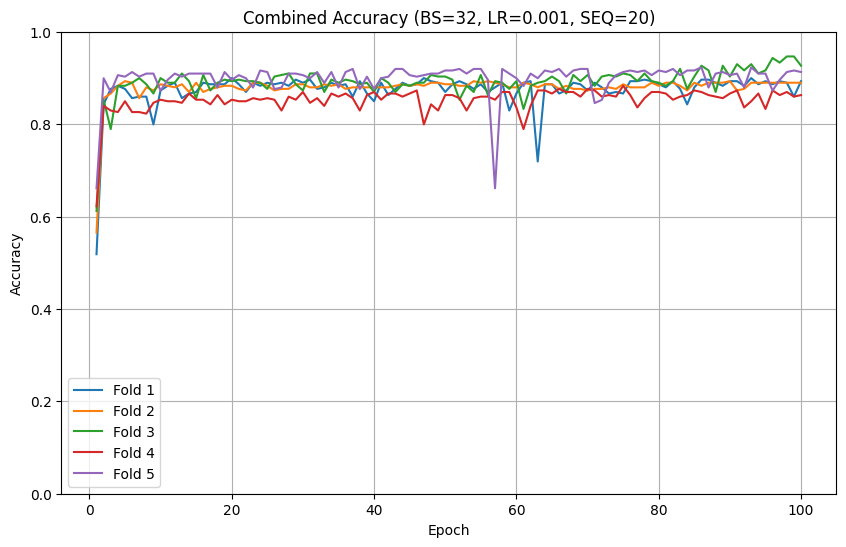 Combined Accuracy (BS=32, LR=0.001, SEQ=20)
Accuracy
1.0
0.8
0.6
0.4
0.2
0.0
Fold 1
Fold 2
Fold 3
Fold 4
Fold 5
0 20 40 60 80 100
Epoch